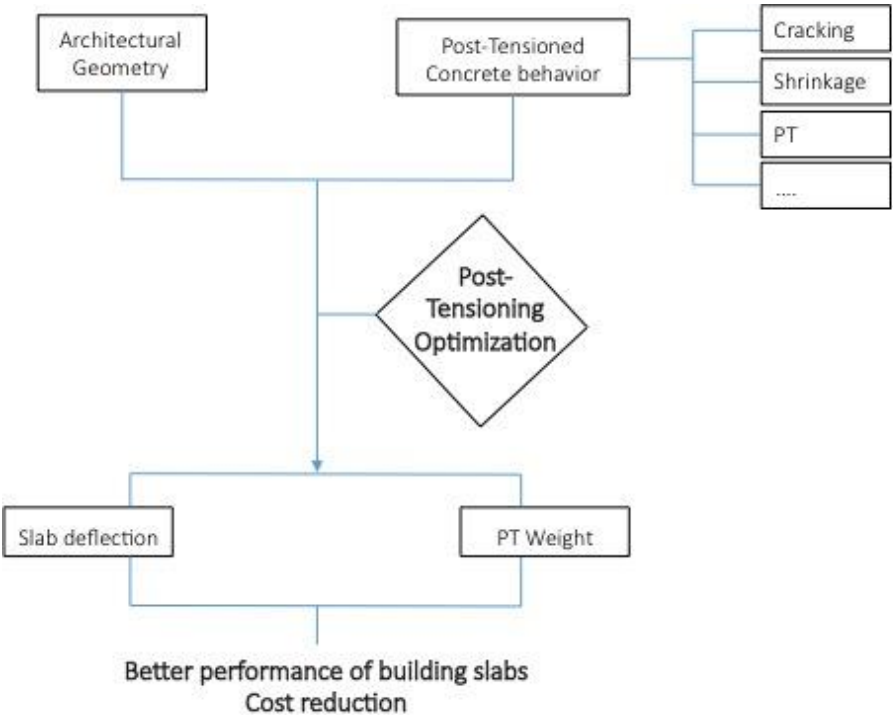 Architectural
Geometry
Post-Tensioned
Concrete behavior
Cracking
Shrinkage
PT
....
Post-
Tensioning
Optimization
Slab deflection
PT Weight
Better performance of building slabs
Cost reduction